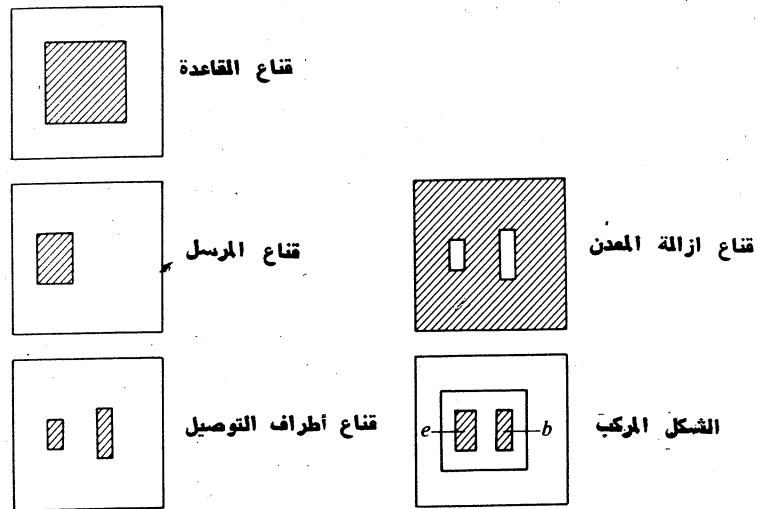 قناع القاعدة
قناع المرسل
قناع ازالة المعدن
قناع أطراف التوصيل
الشكل المركب
e
b